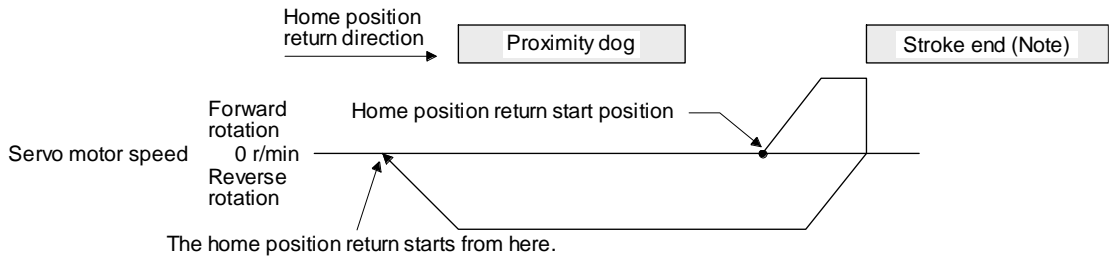 Home position
return direction
Proximity dog
Stroke end (Note)
Home position return start position
Forward
rotation
Servo motor speed 0 r/min
Reverse
rotation
The home position return starts from here.